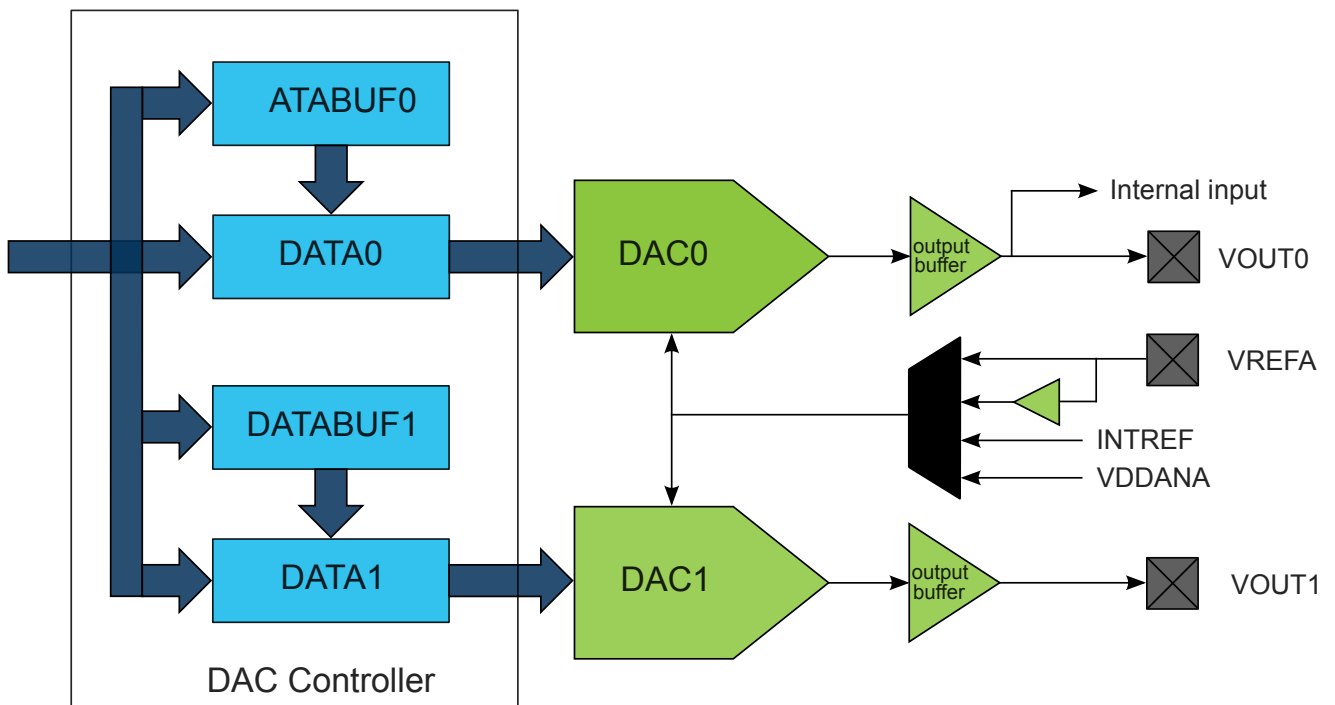 ATABUF0
Internal input
DATA0
DAC0
output
buffer
VOUT0
VREFA
DATABUF1
INTREF
VDDANA
DATA1
DAC1
output
buffer
VOUT1
DAC Controller